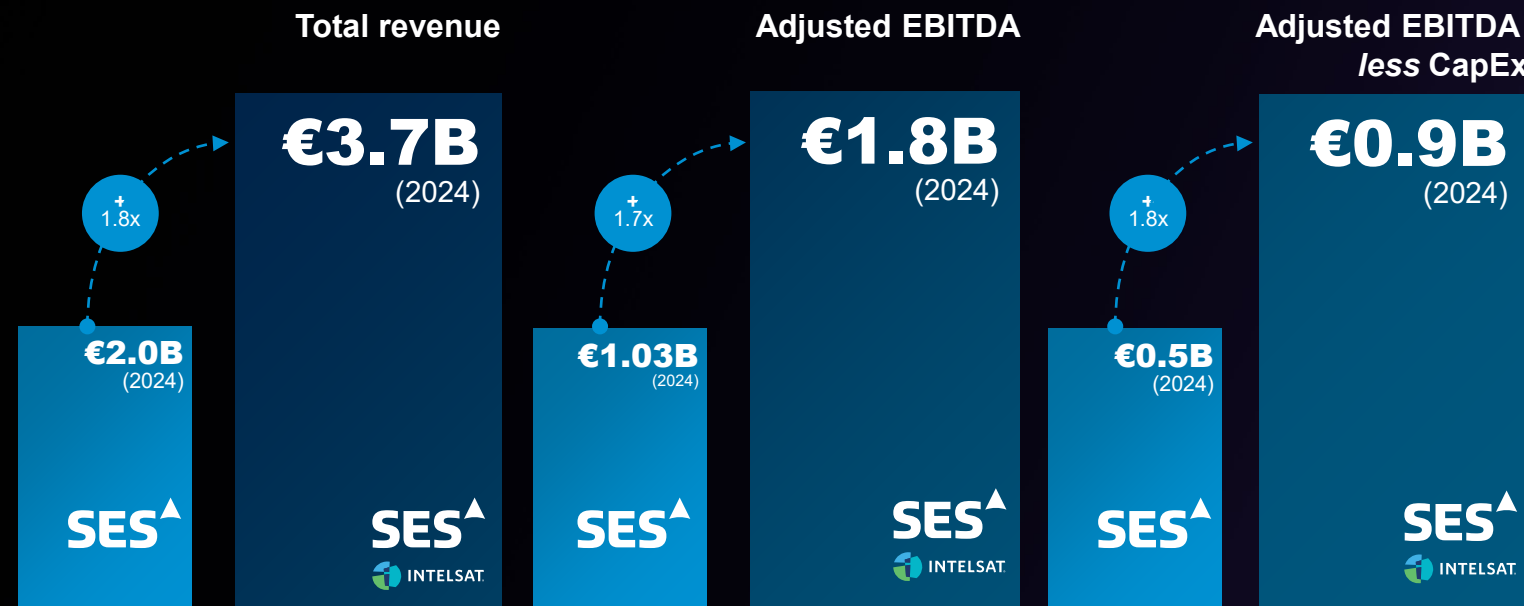 Total revenue
€2.0B
(2024)
+
1.8x
€3.7B
(2024)
SES
SES
INTELSAT
Adjusted EBITDA
€1.03B
(2024)
+
1.7x
€1.8B
(2024)
SES
SES
INTELSAT
Adjusted EBITDA
less CapEx
€0.5B
(2024)
+
1.8x
€0.9B
(2024)
SES
SES
INTELSAT